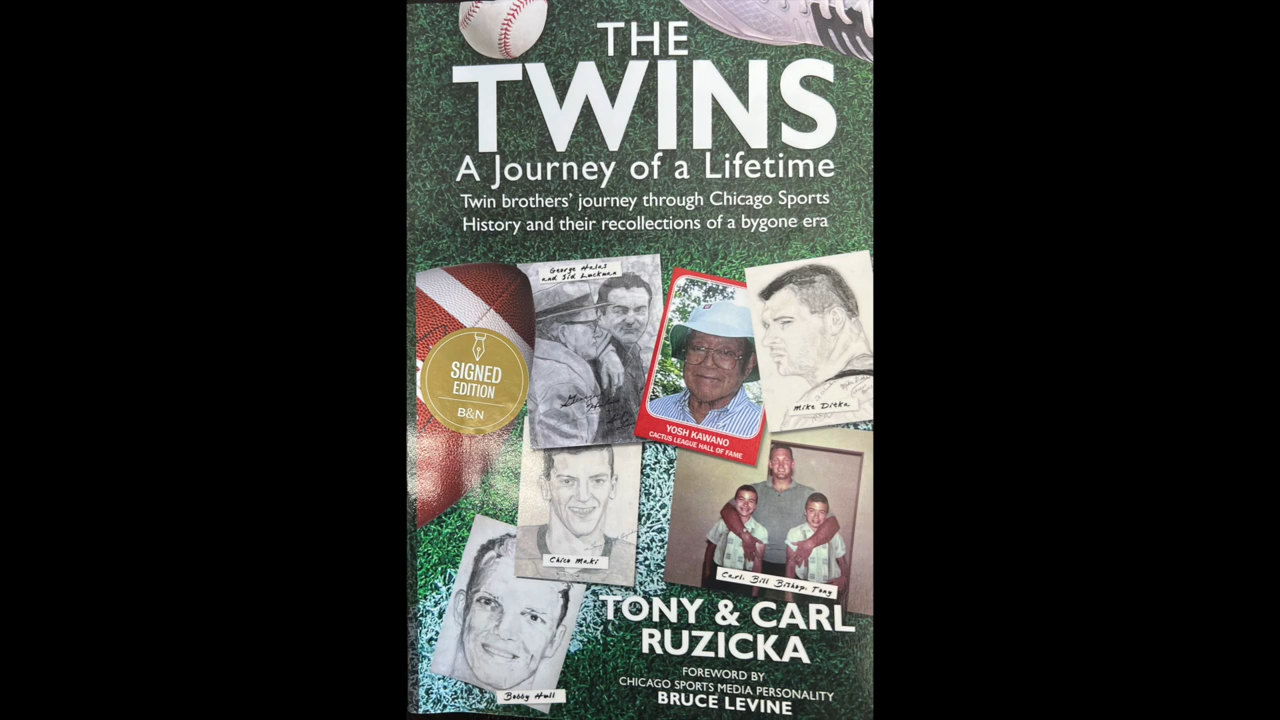 THE
TWINS
A Journey of a Lifetime
Twin brothers' journey through Chicago Sports
History and their recollections of a bygone era
George Halas
and Sid Luckman
SIGNED
EDITION
B&N
YOSH KAWANO
CACTUS LEAGUE HALL OF FAME
Mike Ditka
Chico Maki
Carl, Bill Bishop, Tony
Bobby Hull
TONY & CARL
RUZICKA
FOREWORD BY
CHICAGO SPORTS MEDIA PERSONALITY
BRUCE LEVINE